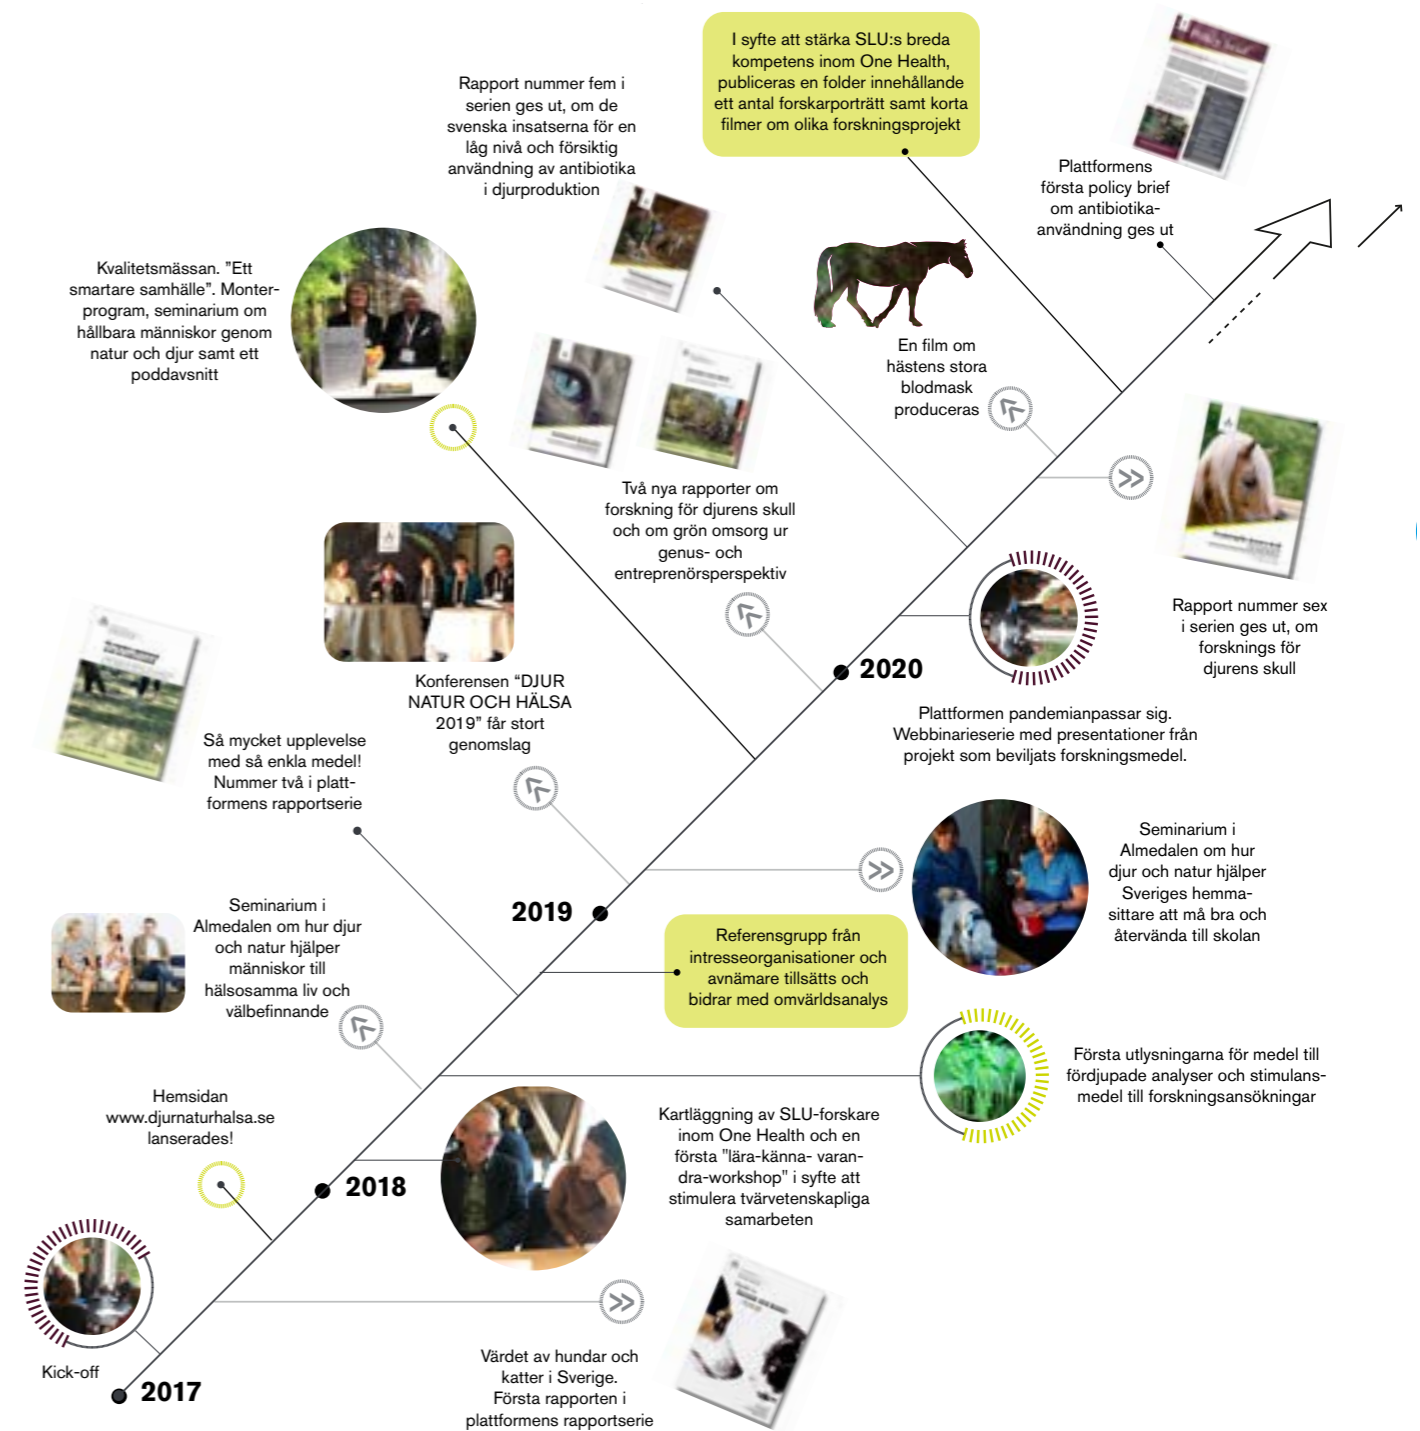 I syfte att stärka SLU:s breda
kompetens inom One Health,
publiceras en folder innehållande
ett antal forskarporträtt samt korta
filmer om olika forskningsprojekt
Rapport nummer fem i
serien ges ut, om de
svenska insatserna för en
låg nivå och försiktig
användning av antibiotika
i djurproduktion
Policy brief
Plattformens
första policy brief
om antibiotika-
användning ges ut
Kvalitetsmässan. ”Ett
smartare samhälle”. Monter-
program, seminarium om
hållbara människor genom
natur och djur samt ett
poddavsnitt
En film om
hästens stora
blodmask
produceras
Två nya rapporter om
forskning för djurens skull
och om grön omsorg ur
genus- och
entreprenörsperspektiv
Rapport nummer sex
i serien ges ut, om
forsknings för
djurens skull
2020
Konferensen “DJUR
NATUR OCH HÄLSA
2019” får stort
genomslag
Plattformen pandemianpassar sig.
Webbinarieserie med presentationer från
projekt som beviljats forskningsmedel.
Så mycket upplevelse
med så enkla medel!
Nummer två i platt-
formens rapportserie
Seminarium i
Almedalen om hur
djur och natur hjälper
Sveriges hemma-
sittare att må bra och
återvända till skolan
2019
Seminarium i
Almedalen om hur djur
och natur hjälper
människor till
hälsosamma liv och
välbefinnande
Referensgrupp från
intresseorganisationer och
avnämare tillsätts och
bidrar med omvärldsanalys
Första utlysningarna för medel till
fördjupade analyser och stimulans-
medel till forskningsansökningar
Hemsidan
www.djurnaturhalsa.se
lanserades!
Kartläggning av SLU-forskare
inom One Health och en
första "lära-känna- varan-
dra-workshop" i syfte att
stimulera tvärvetenskapliga
samarbeten
2018
Kick-off
2017
Värdet av hundar och
katter i Sverige.
Första rapporten i
plattformens rapportserie